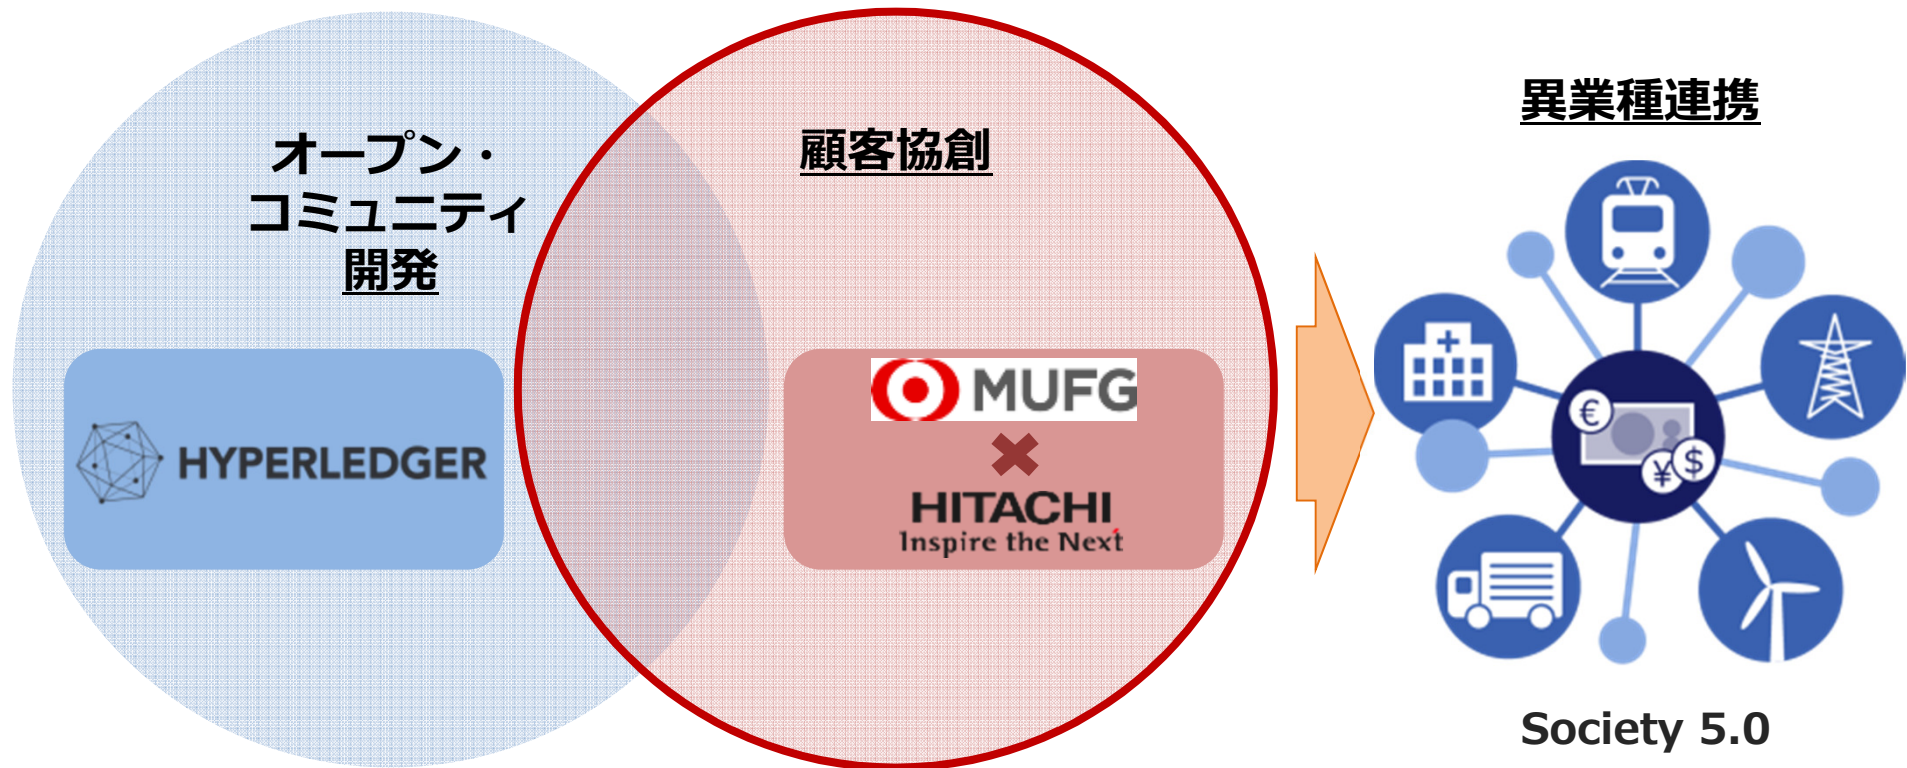 オープン・
コミュニティ
開発
HYPERLEDGER
顧客協創
MUFG
HITACHI
Inspire the Next
異業種連携
€
¥
$
Society 5.0